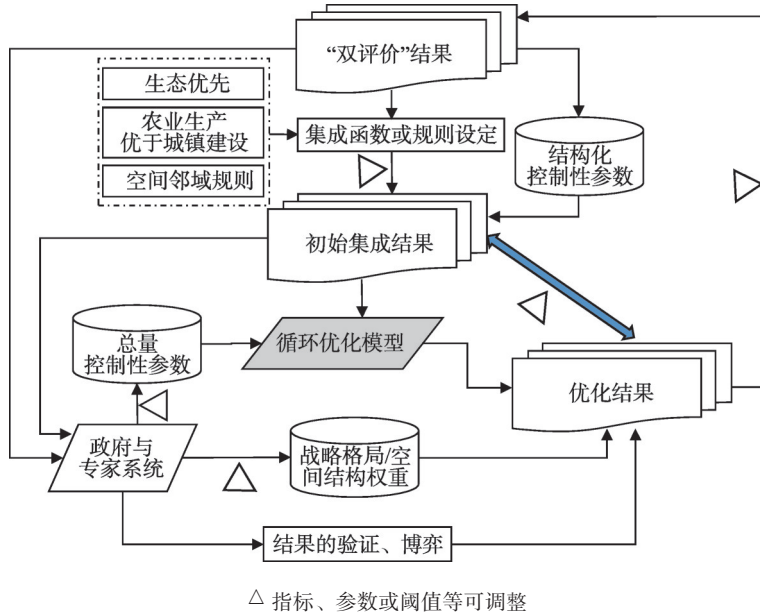 “双评价”结果
生态优先
农业生产
优于城镇建设
空间邻域规则
集成函数或规则设定
结构化
控制性参数
初始集成结果
总量
控制性参数
循环优化模型
优化结果
政府与
专家系统
战略格局/空
间结构权重
结果的验证、博弈
△ 指标、参数或阈值等可调整